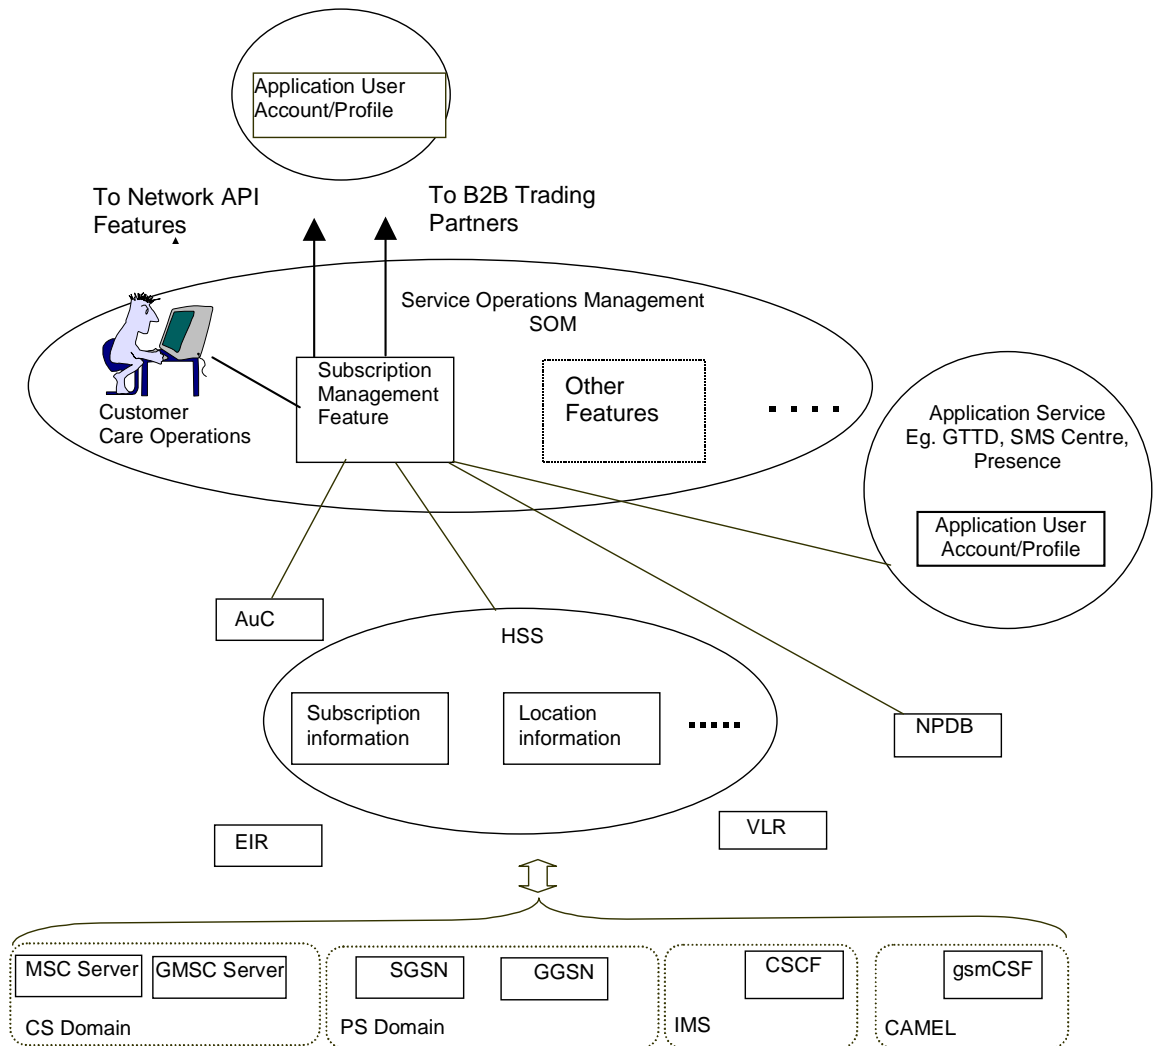 Application User
Account/Profile
To Network API
Features
To B2B Trading
Partners
Service Operations Management
SOM
Customer
Care Operations
Subscription
Management
Feature
Other
Features
Application Service
Eg. GTTD, SMS Centre,
Presence
Application User
Account/Profile
AuC
HSS
Subscription
information
Location
information
NPDB
EIR
VLR
MSC Server
GMSC Server
CS Domain
SGSN
GGSN
PS Domain
CSCF
IMS
gsmCSF
CAMEL